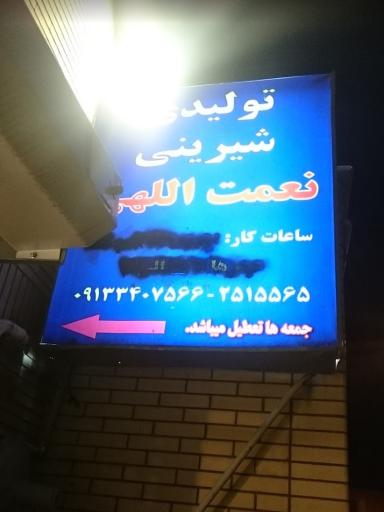 تولیدی
شیرینی
نعمت اللهی
ساعات کار:
۰۹۱۳۳۴۰۷۵۶۶ - ۲۵۱۵۵۶۵
جمعه ها تعطیل میباشد.